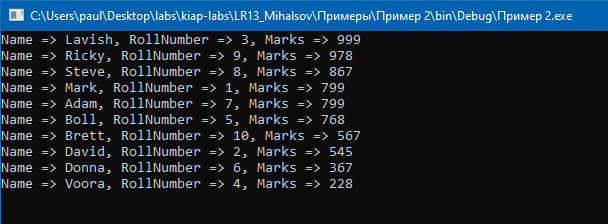 C:\Users\paul\Desktop\labs\kiap-labs\LR13_Mihalsov\Примеры\Пример 2\bin\Debug\Пример 2.exe
Name => Lavish, RollNumber => 3, Marks => 999
Name => Ricky, RollNumber => 9, Marks => 978
Name => Steve, RollNumber => 8, Marks => 867
Name => Mark, RollNumber => 1, Marks => 799
Name => Adam, RollNumber => 7, Marks => 799
Name => Boll, RollNumber => 5, Marks => 768
Name => Brett, RollNumber => 10, Marks => 567
Name => David, RollNumber => 2, Marks => 545
Name => Donna, RollNumber => 6, Marks => 367
Name => Voora, RollNumber => 4, Marks => 228